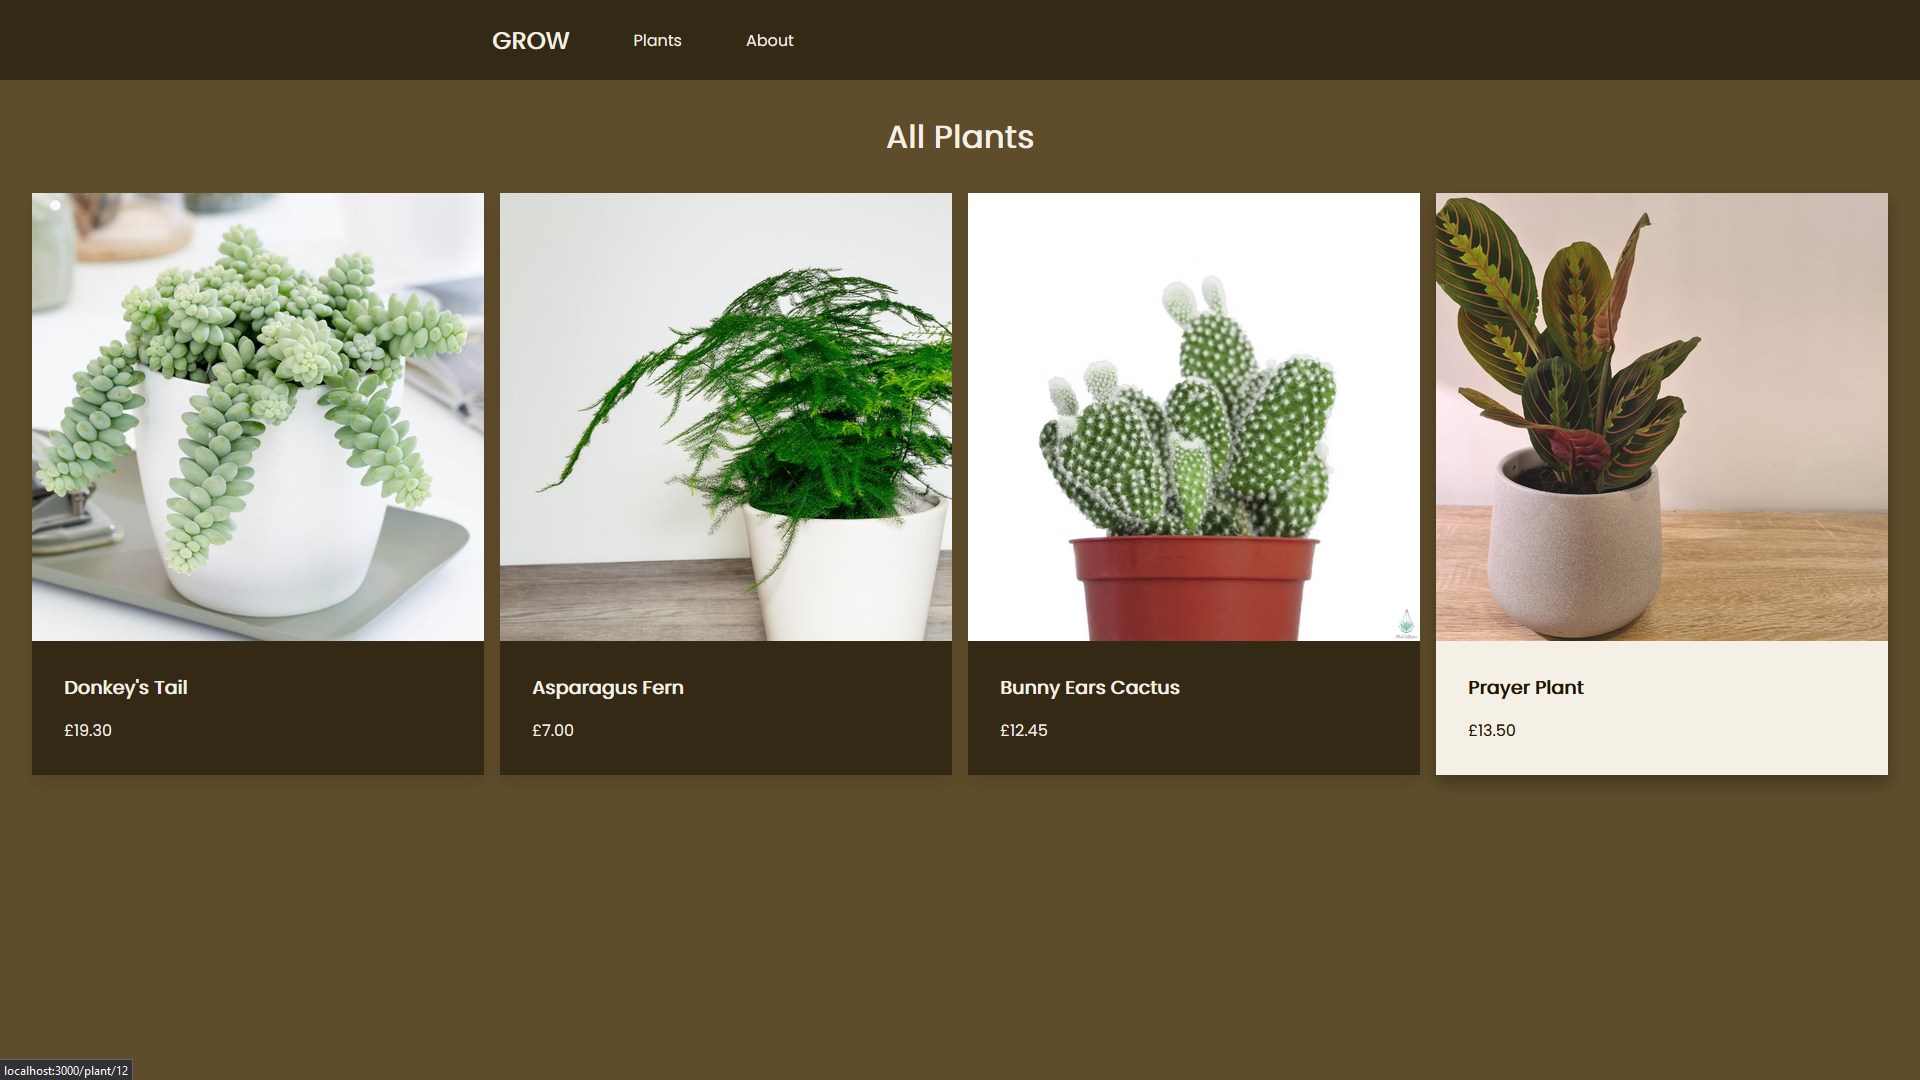 GROW
Plants
About
All Plants
Donkey's Tail
£19.30
Asparagus Fern
£7.00
Bunny Ears Cactus
£12.45
Prayer Plant
£13.50
localhost:3000/plant/12